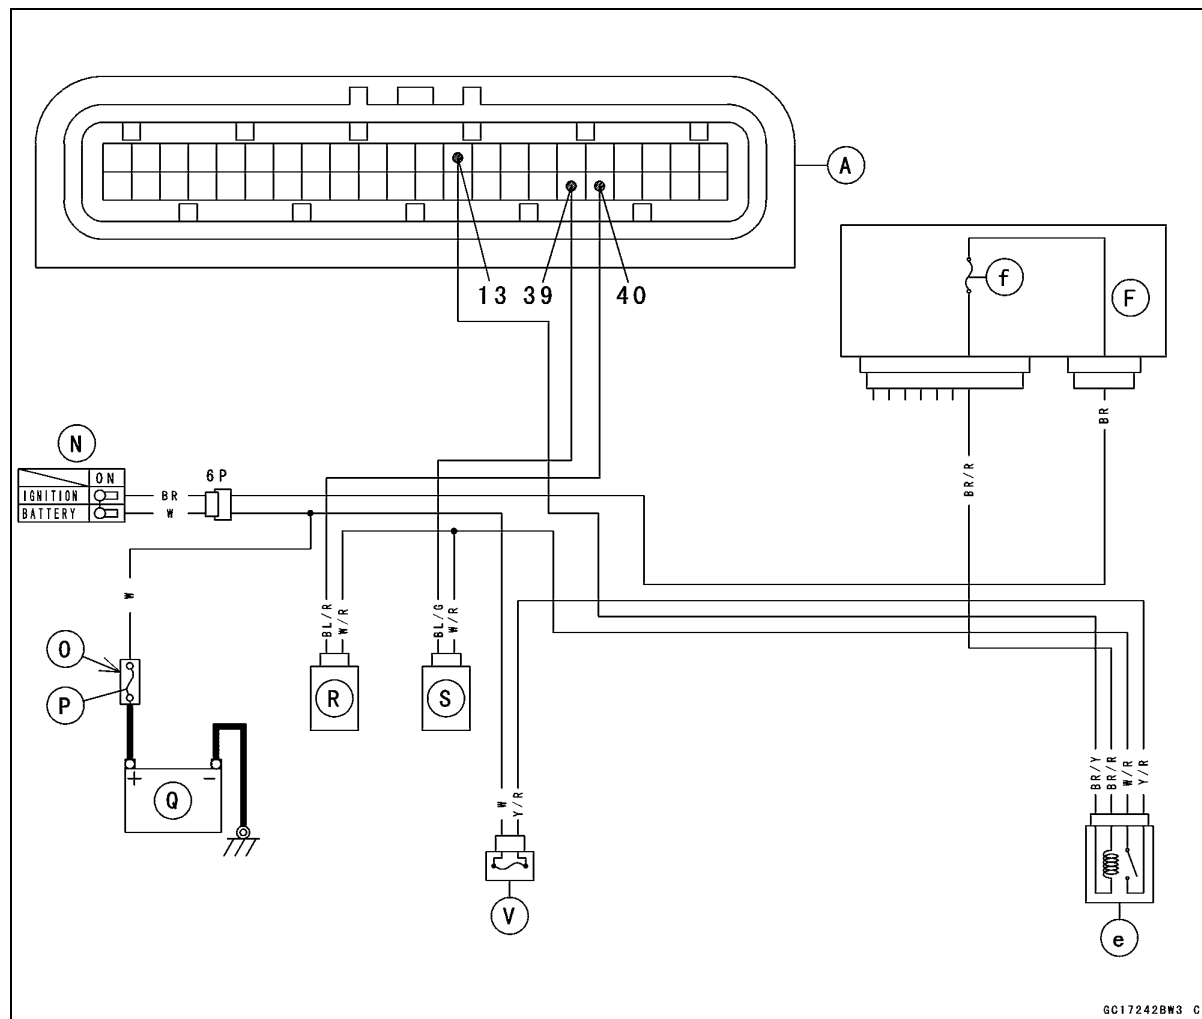 A
13 39 40
f
F
BR
BR/R
N
6P
ON
IGNITION
BATTERY
BR
W
W
O
P
Q
+
-
BL/R
W/R
BL/G
W/R
R
S
W
Y/R
V
BR/Y
BR/R
W/R
Y/R
e
GC17242BW3 C